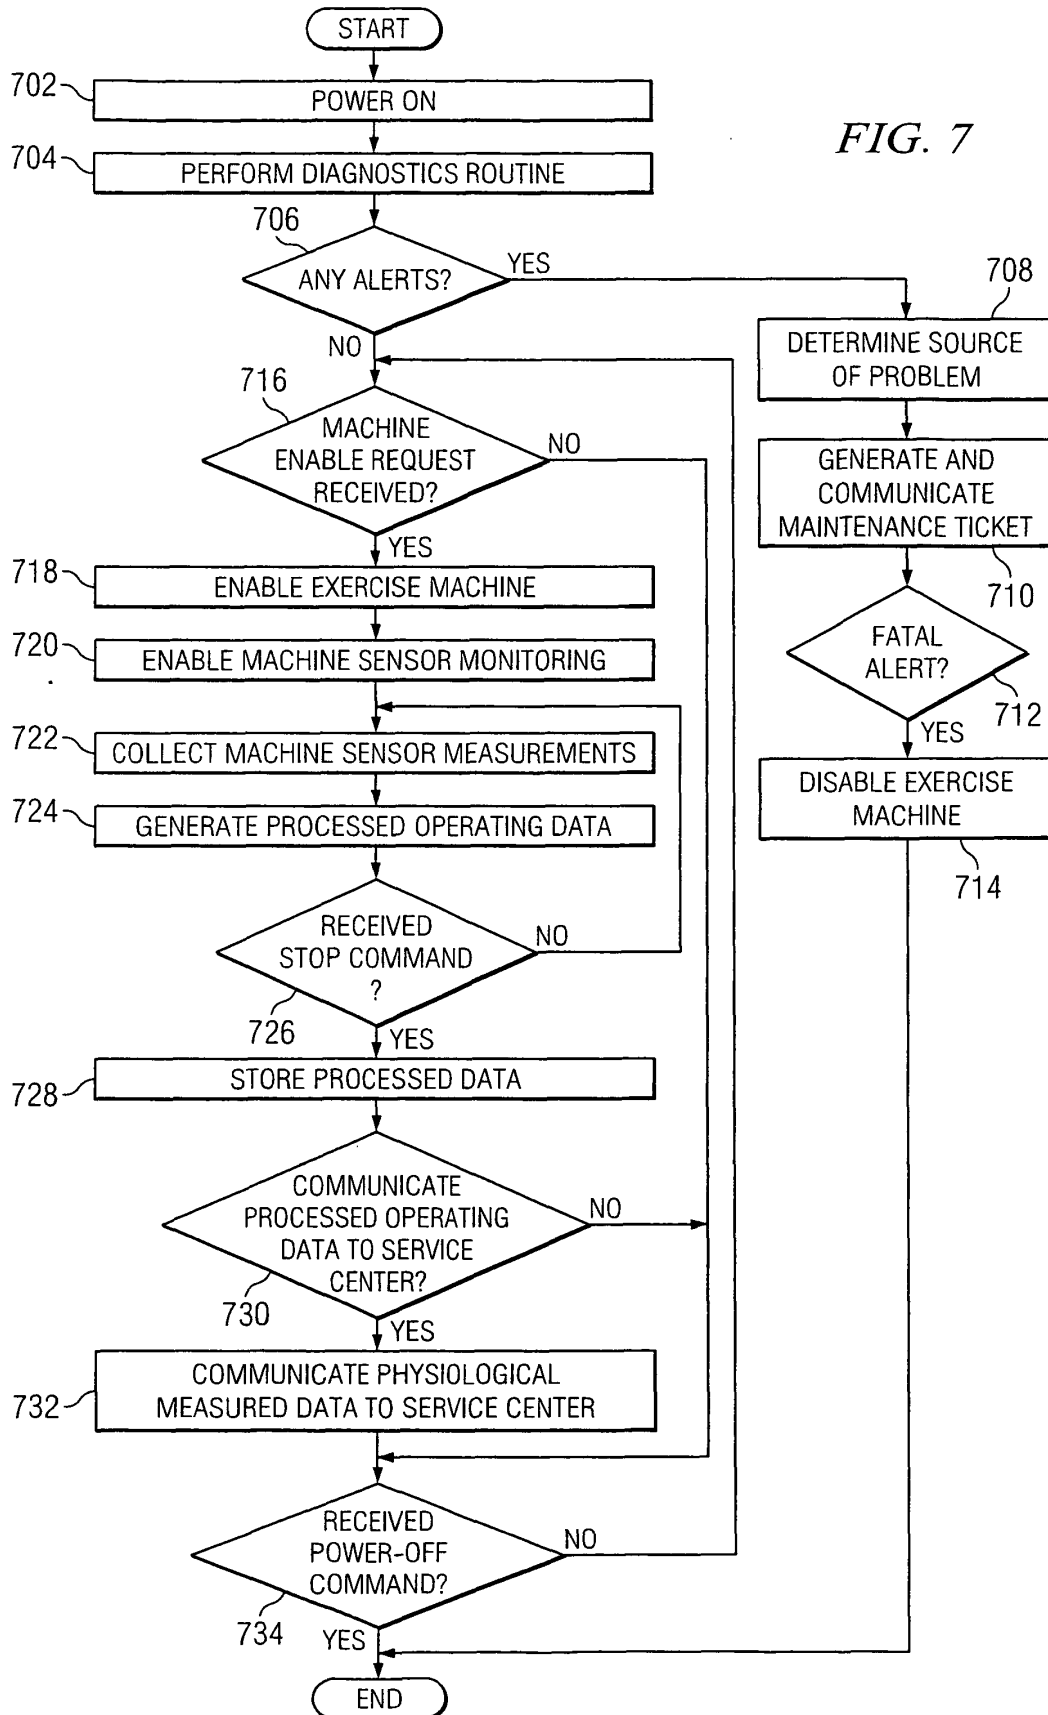 START
702
POWER ON
FIG. 7
704
PERFORM DIAGNOSTICS ROUTINE
706
ANY ALERTS?
YES
NO
708
DETERMINE SOURCE
OF PROBLEM
GENERATE AND
COMMUNICATE
MAINTENANCE TICKET
710
FATAL
ALERT?
712
YES
DISABLE EXERCISE
MACHINE
714
716
MACHINE
ENABLE REQUEST
RECEIVED?
NO
YES
718
ENABLE EXERCISE MACHINE
720
ENABLE MACHINE SENSOR MONITORING
722
COLLECT MACHINE SENSOR MEASUREMENTS
724
GENERATE PROCESSED OPERATING DATA
RECEIVED
STOP COMMAND
?
NO
726
YES
728
STORE PROCESSED DATA
COMMUNICATE
PROCESSED OPERATING
DATA TO SERVICE
CENTER?
NO
730
YES
732
COMMUNICATE PHYSIOLOGICAL
MEASURED DATA TO SERVICE CENTER
RECEIVED
POWER-OFF
COMMAND?
NO
734
YES
END